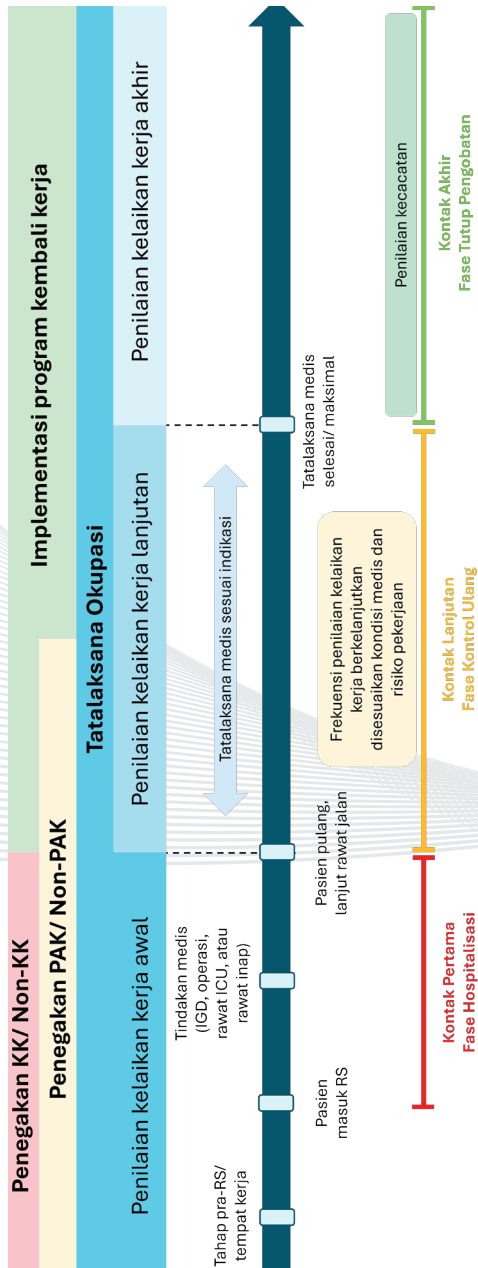 Penegakan KK/ Non-KK
Implementasi program kembali kerja
Penegakan PAK/ Non-PAK
Tatalaksana Okupasi
Penilaian kelaikan kerja awal
Penilaian kelaikan kerja lanjutan
Penilaian kelaikan kerja akhir
Tatalaksana medis sesuai indikasi
Tindakan medis
(IGD, operasi,
rawat ICU, atau
rawat inap)
Tahap pra-RS/
tempat kerja
Pasien
masuk RS
Pasien pulang,
lanjut rawat jalan
Tatalaksana medis
selesai/ maksimal
Frekuensi penilaian kelaikan
kerja berkelanjutkan
disesuaikan kondisi medis dan
risiko pekerjaan
Penilaian kecacatan
Kontak Pertama
Fase Hospitalisasi
Kontak Lanjutan
Fase Kontrol Ulang
Kontak Akhir
Fase Tutup Pengobatan